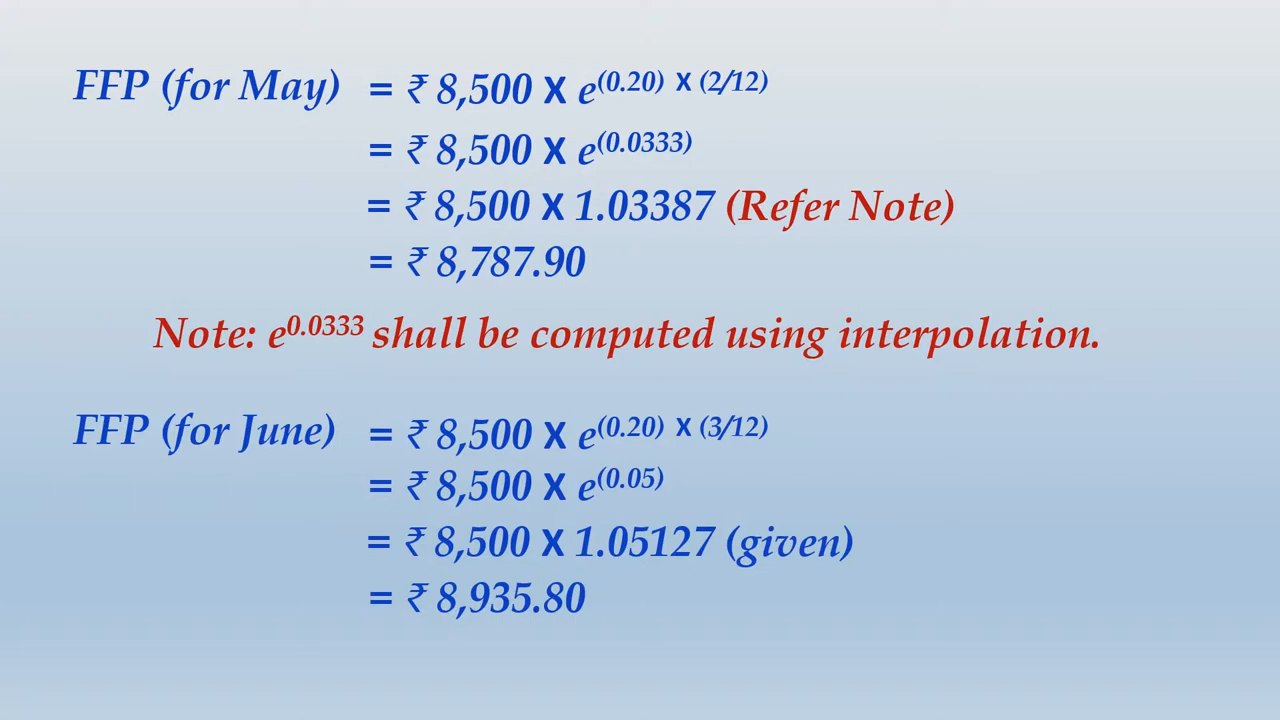 FFP (for May) = ₹ 8,500 X e^(0.20) X (2/12)
= ₹ 8,500 X e^(0.0333)
= ₹ 8,500 X 1.03387 (Refer Note)
= ₹ 8,787.90
Note: e^0.0333 shall be computed using interpolation.
FFP (for June) = ₹ 8,500 X e^(0.20) X (3/12)
= ₹ 8,500 X e^(0.05)
= ₹ 8,500 X 1.05127 (given)
= ₹ 8,935.80